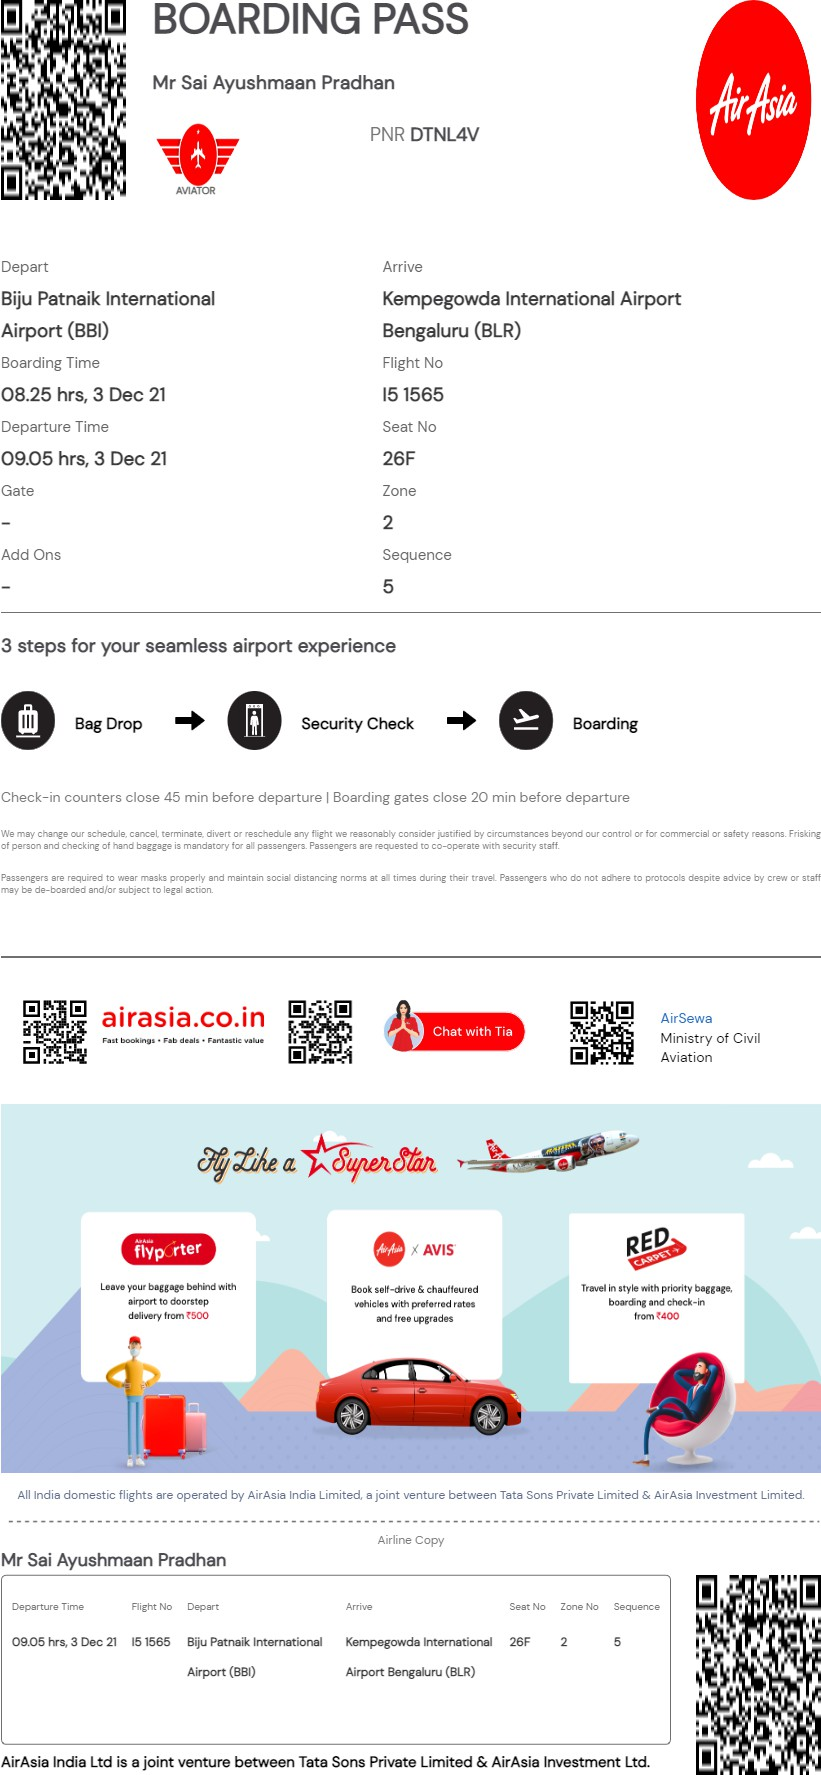 BOARDING PASS
Mr Sai Ayushmaan Pradhan
PNR DTNL4V
AirAsia
AVIATOR
Depart
Arrive
Biju Patnaik International
Airport (BBI)
Kempegowda International Airport
Bengaluru (BLR)
Boarding Time
Flight No
08.25 hrs, 3 Dec 21
I5 1565
Departure Time
Seat No
09.05 hrs, 3 Dec 21
26F
Gate
Zone
-
2
Add Ons
Sequence
-
5
3 steps for your seamless airport experience
Bag Drop
Security Check
Boarding
Check-in counters close 45 min before departure | Boarding gates close 20 min before departure
We may change our schedule, cancel, terminate, divert or reschedule any flight we reasonably consider justified by circumstances beyond our control or for commercial or safety reasons. Frisking
of person and checking of hand baggage is mandatory for all passengers. Passengers are requested to co-operate with security staff.
Passengers are required to wear masks properly and maintain social distancing norms at all times during their travel. Passengers who do not adhere to protocols despite advice by crew or staff
may be de-boarded and/or subject to legal action.
airasia.co.in
Fast bookings • Fab deals • Fantastic value
Chat with Tia
AirSewa
Ministry of Civil
Aviation
Fly Like a SuperStar
AirAsia
flyporter
Leave your baggage behind with
airport to doorstep
delivery from ₹500
AirAsia X AVIS
Book self-drive & chauffeured
vehicles with preferred rates
and free upgrades
RED
CARPET
Travel in style with priority baggage,
boarding and check-in
from ₹400
All India domestic flights are operated by AirAsia India Limited, a joint venture between Tata Sons Private Limited & AirAsia Investment Limited.
Airline Copy
Mr Sai Ayushmaan Pradhan
Departure Time Flight No Depart Arrive Seat No Zone No Sequence
09.05 hrs, 3 Dec 21 I5 1565 Biju Patnaik International Kempegowda International 26F 2 5
Airport (BBI) Airport Bengaluru (BLR)
AirAsia India Ltd is a joint venture between Tata Sons Private Limited & AirAsia Investment Ltd.